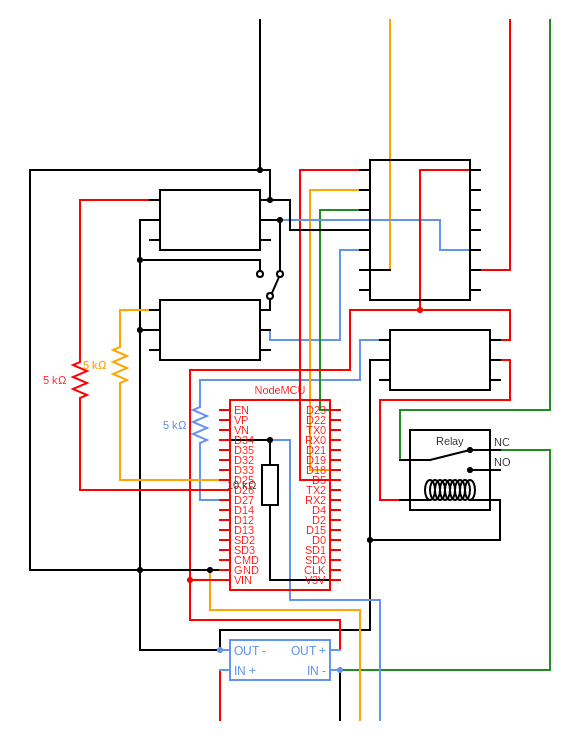 5 kΩ
5 kΩ
5 kΩ
NodeMCU
EN D23
VP D22
VN TX0
D34 RX0
D35 D21
D32 D19
D33 D18
D25 D5
D26 TX2
D27 RX2
D14 D4
D12 D2
D13 D15
SD2 D0
SD3 SD1
CMD SD0
GND CLK
VIN V3V
10 kΩ
Relay
NC
NO
OUT - OUT +
IN + IN -